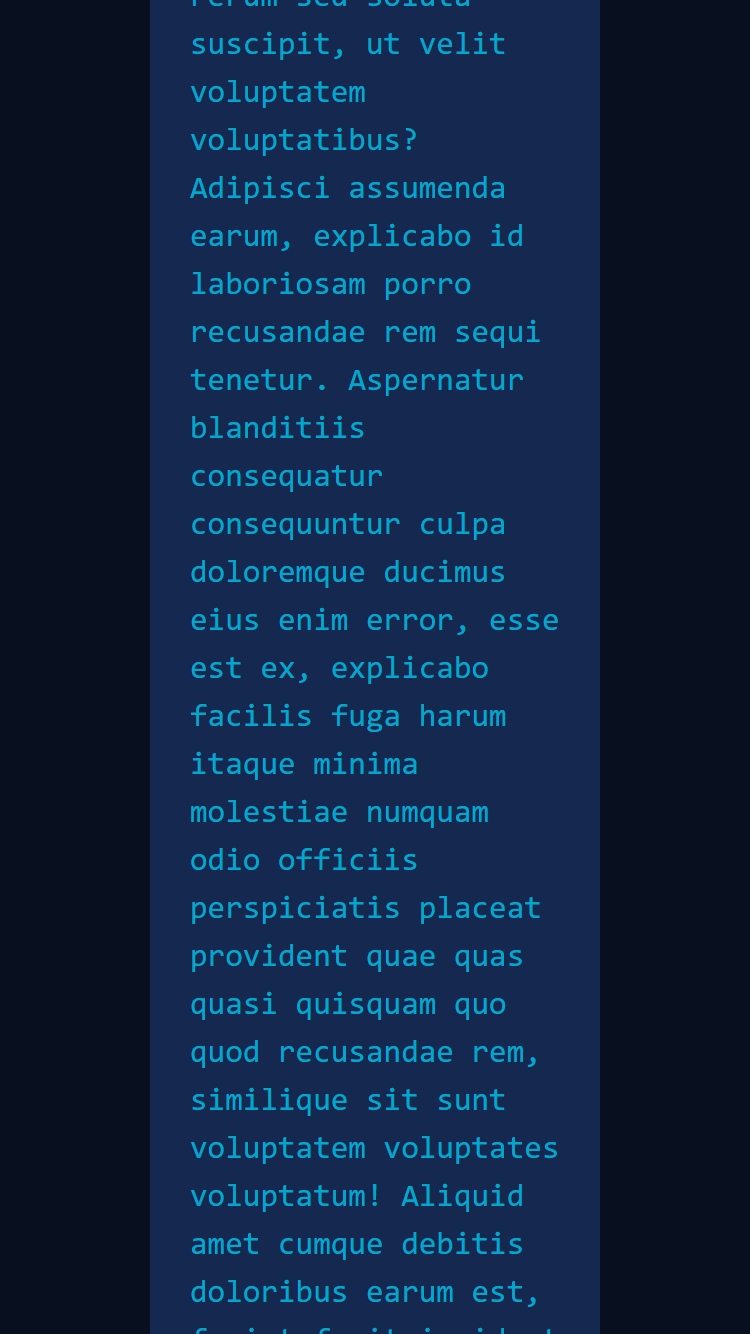 rerum sed soluta
suscipit, ut velit
voluptatem
voluptatibus?
Adipisci assumenda
earum, explicabo id
laboriosam porro
recusandae rem sequi
tenetur. Aspernatur
blanditiis
consequatur
consequuntur culpa
doloremque ducimus
eius enim error, esse
est ex, explicabo
facilis fuga harum
itaque minima
molestiae numquam
odio officiis
perspiciatis placeat
provident quae quas
quasi quisquam quo
quod recusandae rem,
similique sit sunt
voluptatem voluptates
voluptatum! Aliquid
amet cumque debitis
doloribus earum est,